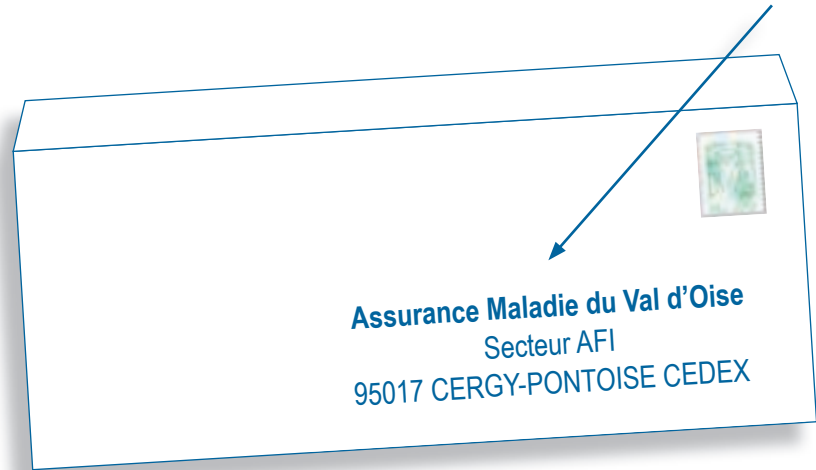 Assurance Maladie du Val d’Oise
Secteur AFI
95017 CERGY-PONTOISE CEDEX